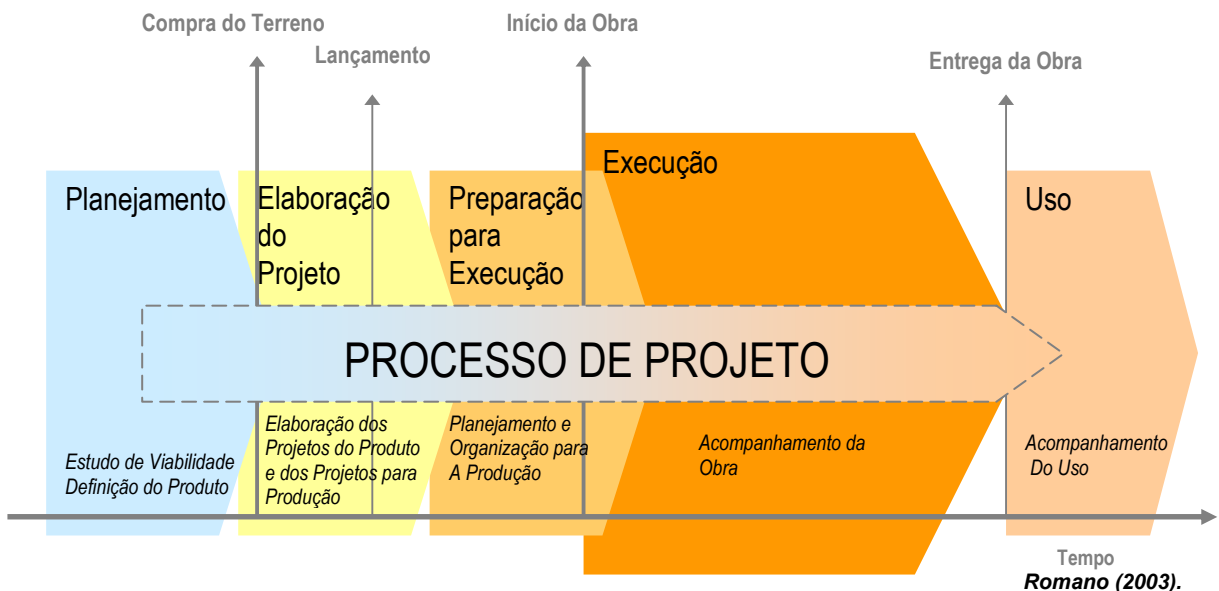 Compra do Terreno
Lançamento
Início da Obra
Entrega da Obra
Planejamento
Elaboração
do
Projeto
Preparação
para
Execução
Execução
Uso
PROCESSO DE PROJETO
Estudo de Viabilidade
Definição do Produto
Elaboração dos
Projetos do Produto
e dos Projetos para
Produção
Planejamento e
Organização para
A Produção
Acompanhamento da
Obra
Acompanhamento
Do Uso
Tempo
Romano (2003).